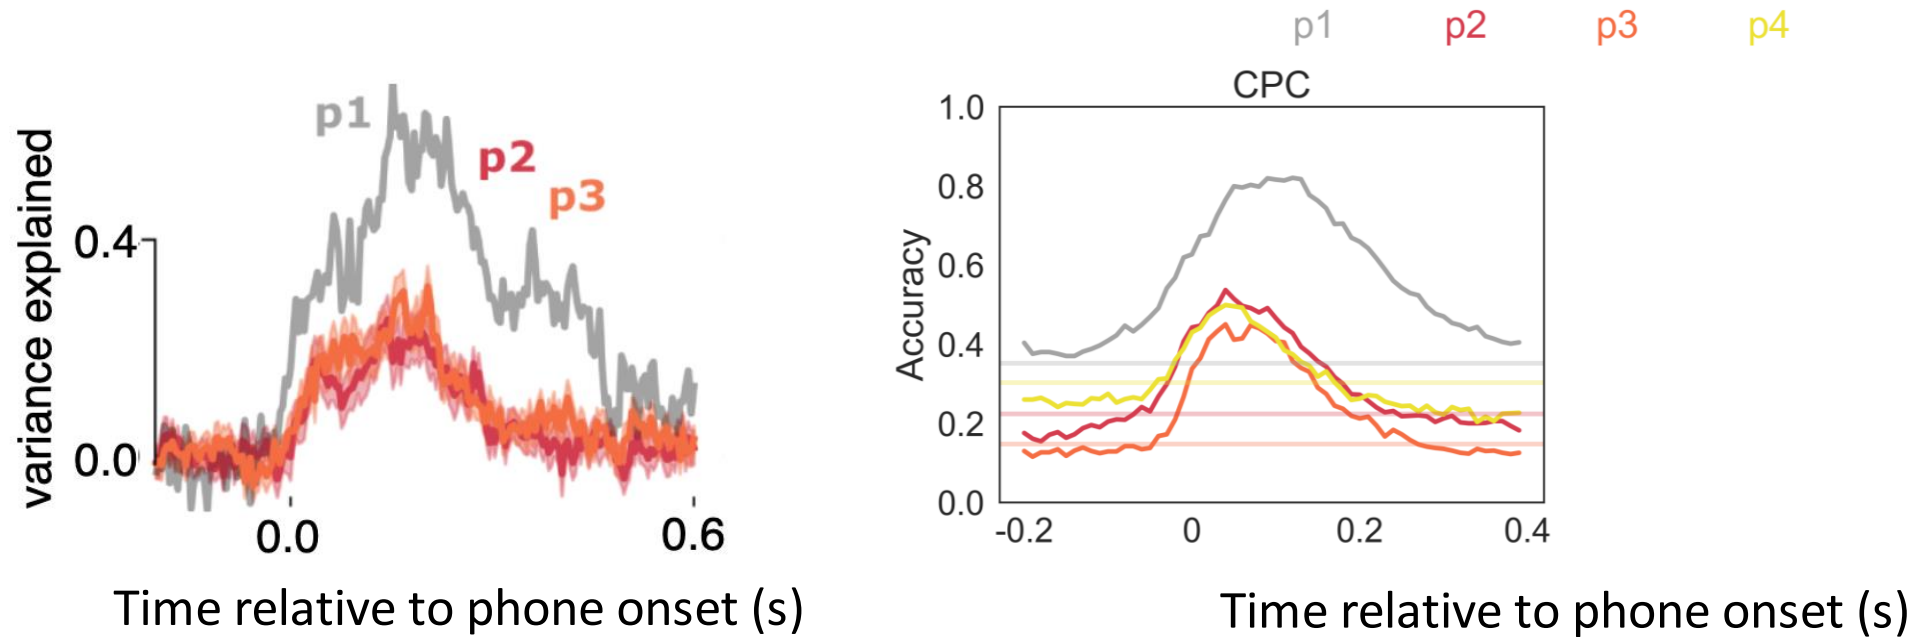 p1
p2
p3
variance explained
0.4
0.0
0.0
0.6
Time relative to phone onset (s)
p1 p2 p3 p4
CPC
Accuracy
1.0
0.8
0.6
0.4
0.2
0.0
-0.2 0 0.2 0.4
Time relative to phone onset (s)